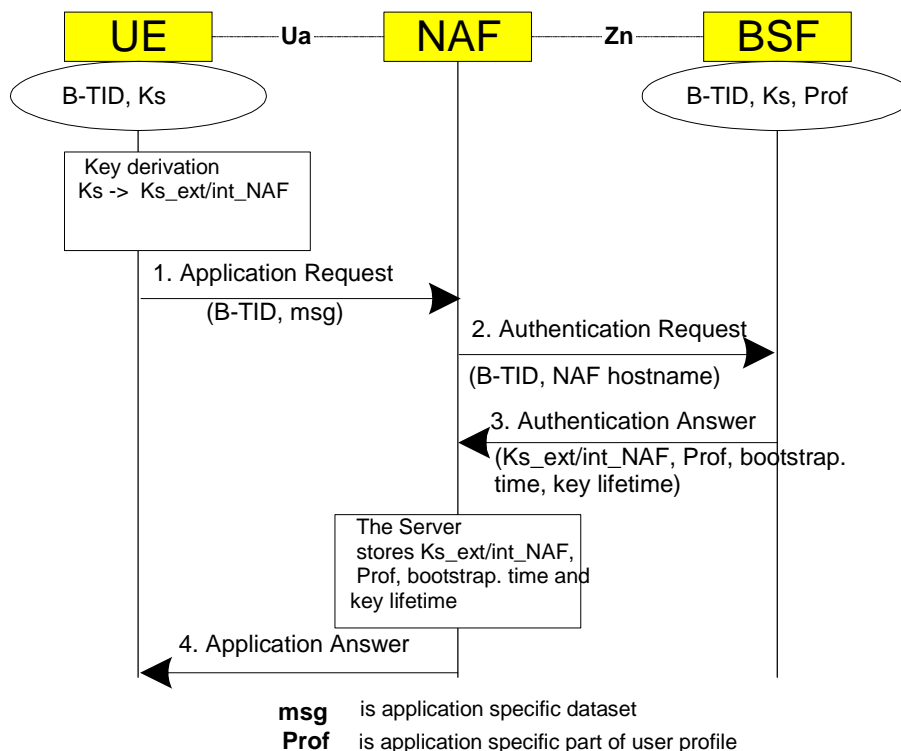 UE Ua NAF Zn BSF
B-TID, Ks
B-TID, Ks, Prof
Key derivation
Ks -> Ks_ext/int_NAF
1. Application Request
(B-TID, msg)
2. Authentication Request
(B-TID, NAF hostname)
3. Authentication Answer
(Ks_ext/int_NAF, Prof, bootstrap.
time, key lifetime)
The Server
stores Ks_ext/int_NAF,
Prof, bootstrap. time and
key lifetime
4. Application Answer
msg is application specific dataset
Prof is application specific part of user profile